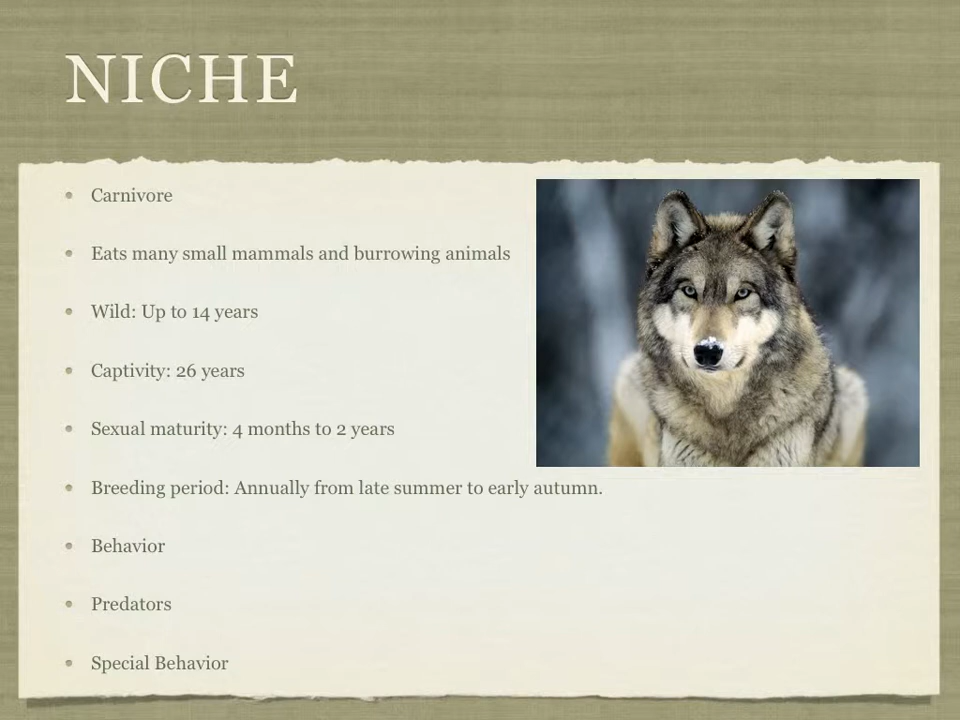 NICHE
Carnivore
Eats many small mammals and burrowing animals
Wild: Up to 14 years
Captivity: 26 years
Sexual maturity: 4 months to 2 years
Breeding period: Annually from late summer to early autumn.
Behavior
Predators
Special Behavior